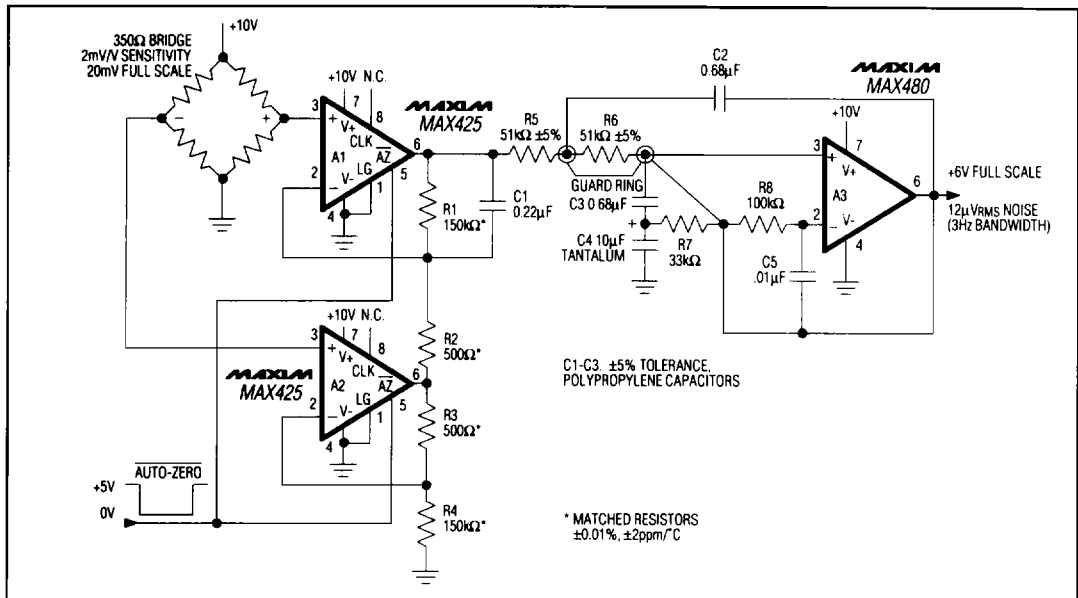 350Ω BRIDGE
2mV/V SENSITIVITY
20mV FULL SCALE
+10V
−
+
+10V
N.C.
7
8
3
+
V+
CLK
A̅Z̅
6
5
2
−
A1
V-
LG
1
4
MAXIM
MAX425
R1
150kΩ*
C1
0.22µF
R5
51kΩ ±5%
R6
51kΩ ±5%
GUARD RING
C2
0.68µF
C3 0.68µF
+
C4 10µF
TANTALUM
R7
33kΩ
R8
100kΩ
C5
.01µF
MAXIM
MAX480
+10V
7
3
+
V+
A3
6
2
−
V-
4
+6V FULL SCALE
12µVRMS NOISE
(3Hz BANDWIDTH)
+10V
N.C.
7
8
3
+
V+
CLK
A̅Z̅
6
5
2
−
A2
V-
LG
1
4
MAXIM
MAX425
R2
500Ω*
R3
500Ω*
R4
150kΩ*
A̅U̅T̅O̅-̅Z̅E̅R̅O̅
+5V
0V
C1-C3. ±5% TOLERANCE,
POLYPROPYLENE CAPACITORS
* MATCHED RESISTORS
±0.01%, ±2ppm/°C